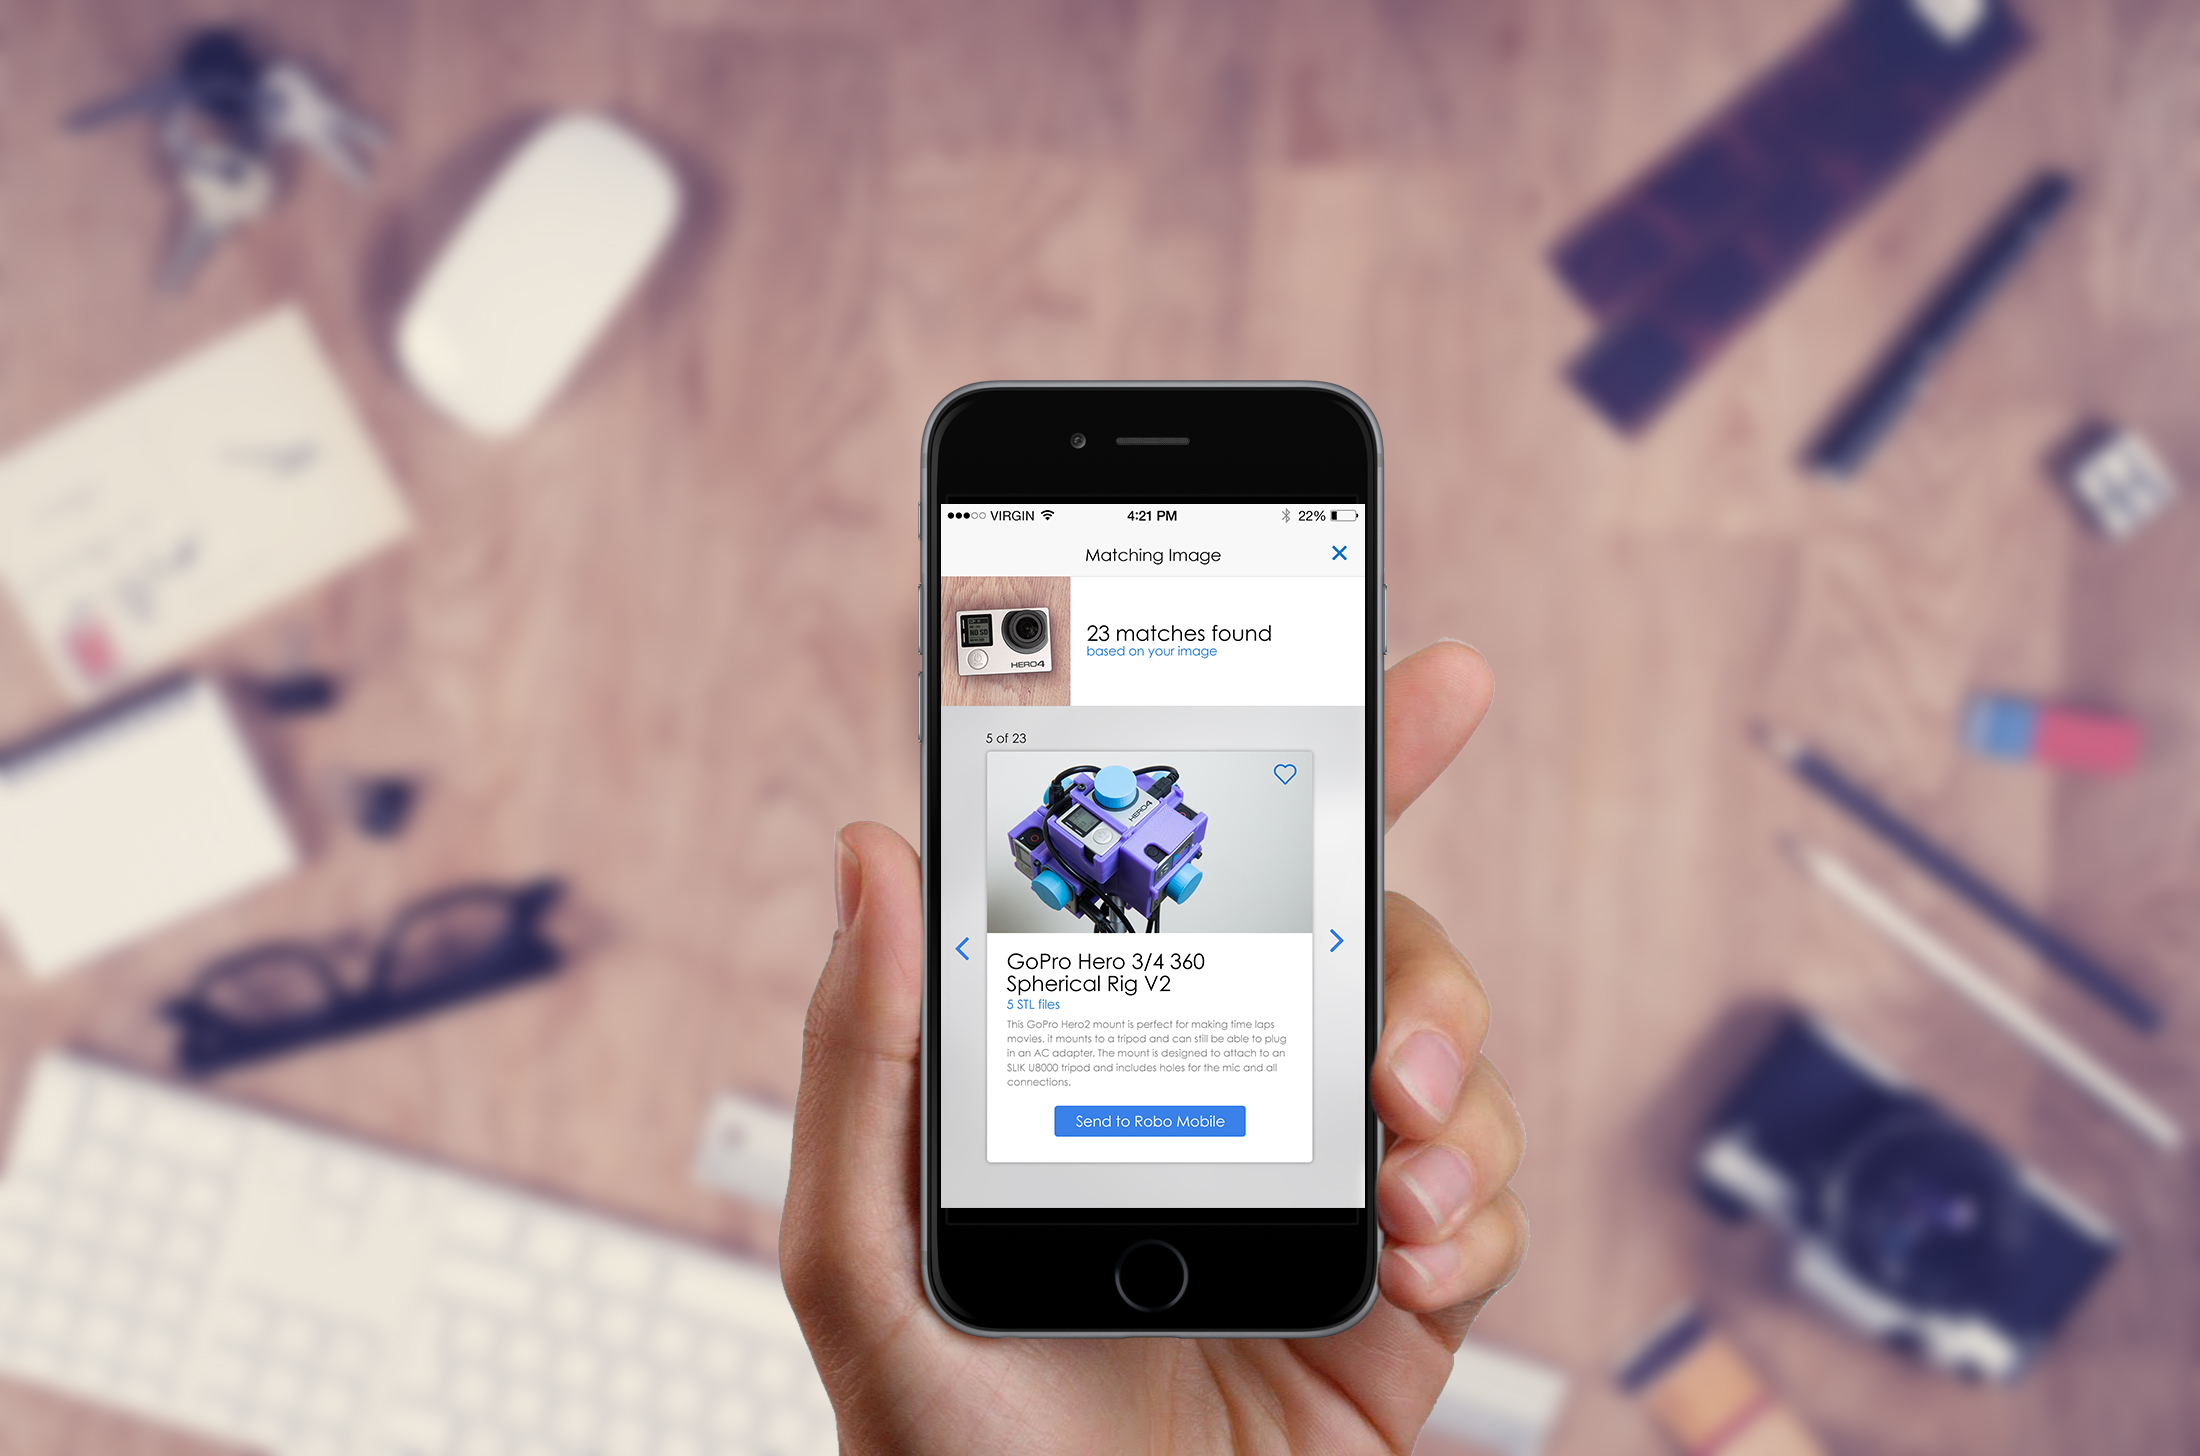 VIRGIN 4:21 PM 22%
Matching Image
NO SD
HERO4
23 matches found
based on your image
5 of 23
HERO4
GoPro Hero 3/4 360
Spherical Rig V2
5 STL files
This GoPro Hero2 mount is perfect for making time laps
movies. it mounts to a tripod and can still be able to plug
in an AC adapter. The mount is designed to attach to an
SLIK U8000 tripod and includes holes for the mic and all
connections.
Send to Robo Mobile